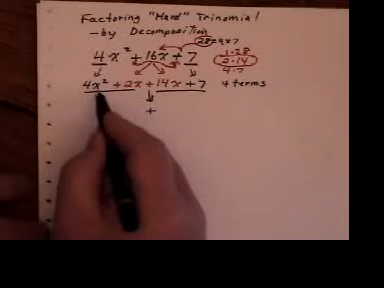 Factoring "Hard" Trinomial
- by Decomposition
28 = 4×7
4x² + 16x + 7
1·28
2·14
4·7
4x² + 2x + 14x + 7 4 terms
+